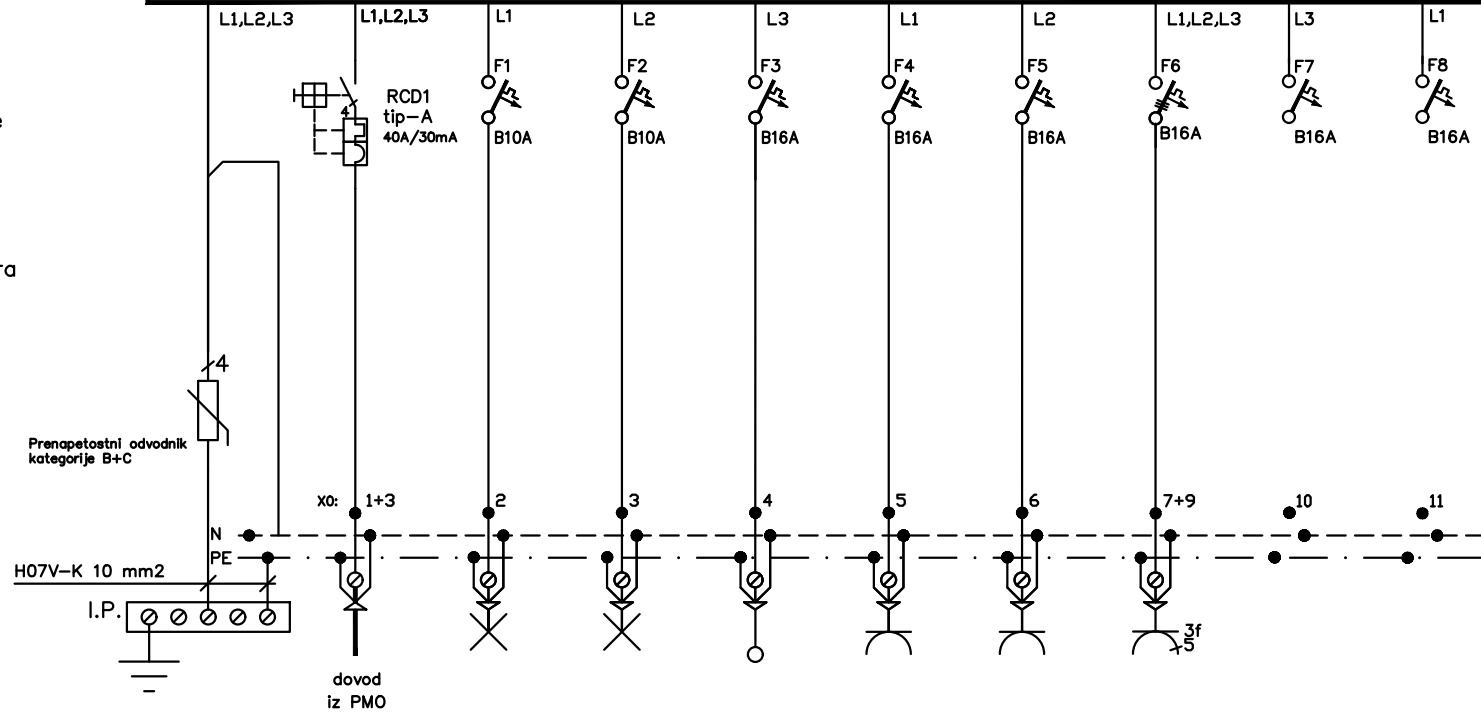 L1,L2,L3
L1,L2,L3
L1
L2
L3
L1
L2
L1,L2,L3
L3
L1
F1
F2
F3
F4
F5
F6
F7
F8
RCD1
tip-A
40A/30mA
4
B10A
B10A
B16A
B16A
B16A
B16A
B16A
B16A
4
Prenapetostni odvodnik
kategorije B+C
X0:
1+3
2
3
4
5
6
7+9
10
11
N
PE
H07V-K 10 mm2
I.P.
3f
5
dovod
iz PMO